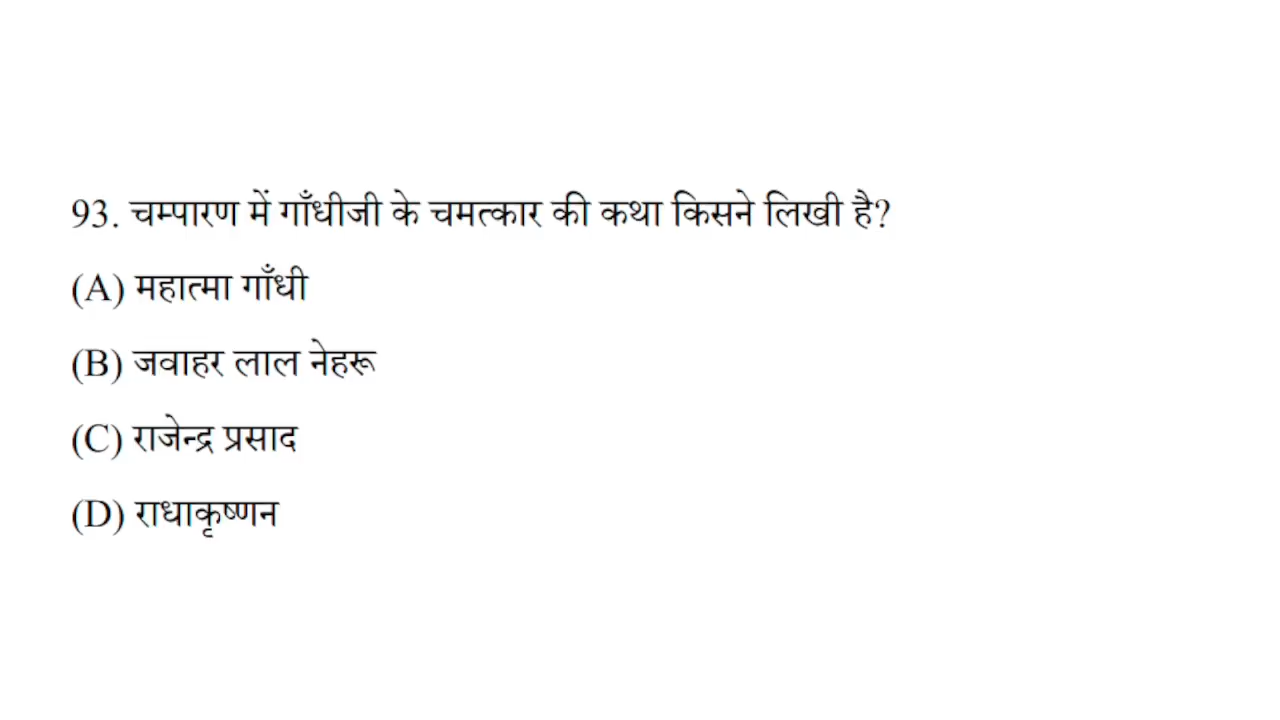 93. चम्पारण में गाँधीजी के चमत्कार की कथा किसने लिखी है?
(A) महात्मा गाँधी
(B) जवाहर लाल नेहरू
(C) राजेन्द्र प्रसाद
(D) राधाकृष्णन